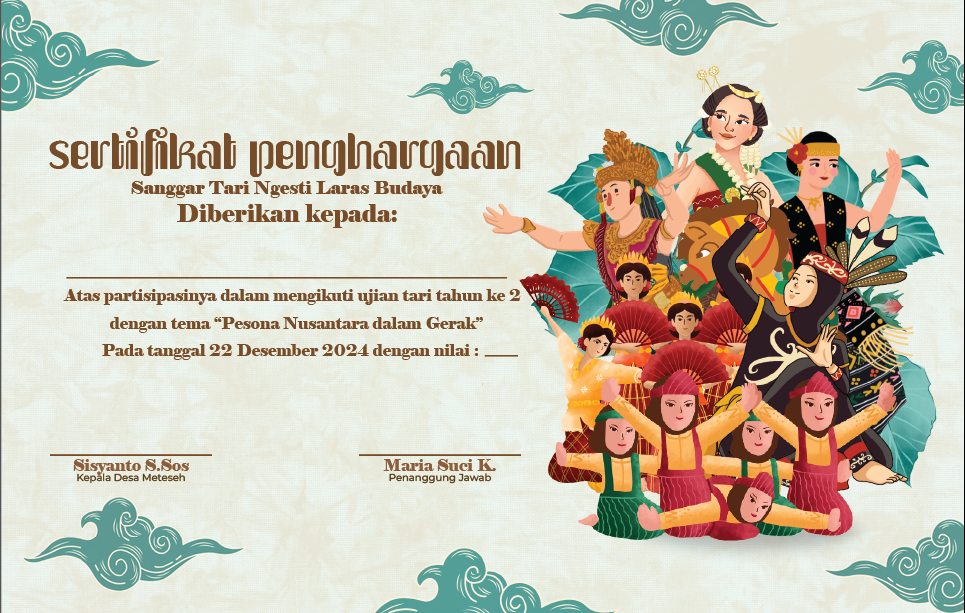 sertifikat penghargaan
Sanggar Tari Ngesti Laras Budaya
Diberikan kepada:
Atas partisipasinya dalam mengikuti ujian tari tahun ke 2
dengan tema “Pesona Nusantara dalam Gerak”
Pada tanggal 22 Desember 2024 dengan nilai : ___
Sisyanto S.Sos
Kepala Desa Meteseh
Maria Suci K.
Penanggung Jawab